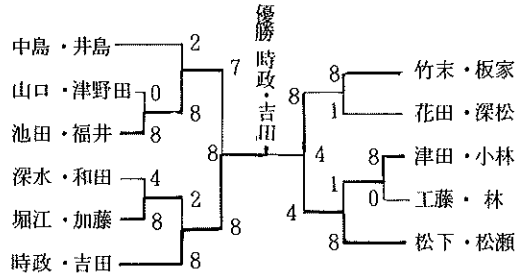 優勝 時政・吉田
中島・井島
山口・津野田
池田・福井
深水・和田
堀江・加藤
時政・吉田
2
0
8
8
7
4
8
2
8
8
8
8
4
8
4
8
1
8
0
1
8
竹末・板家
花田・深松
津田・小林
工藤・林
松下・松瀬